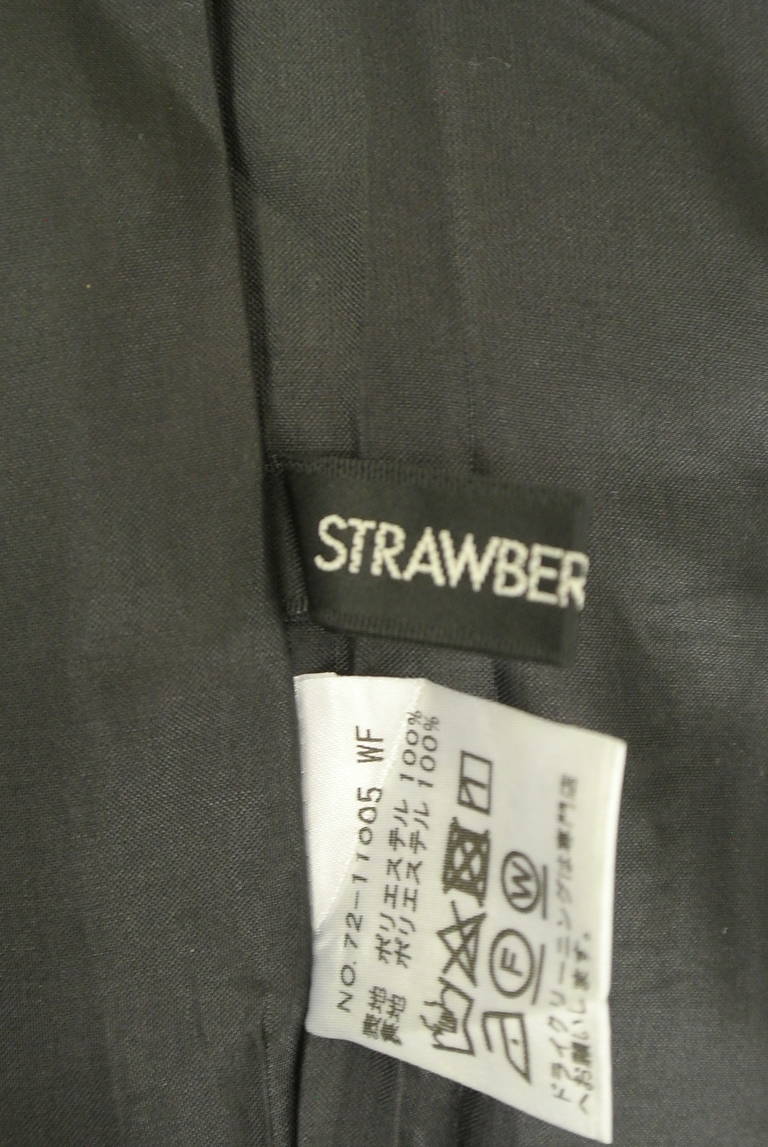 STRAWBER
NO.72-11005 WF
表地 ポリエステル 100%
裏地 ポリエステル 100%
F W
ドライクリーニングは専門店
へお願いします。